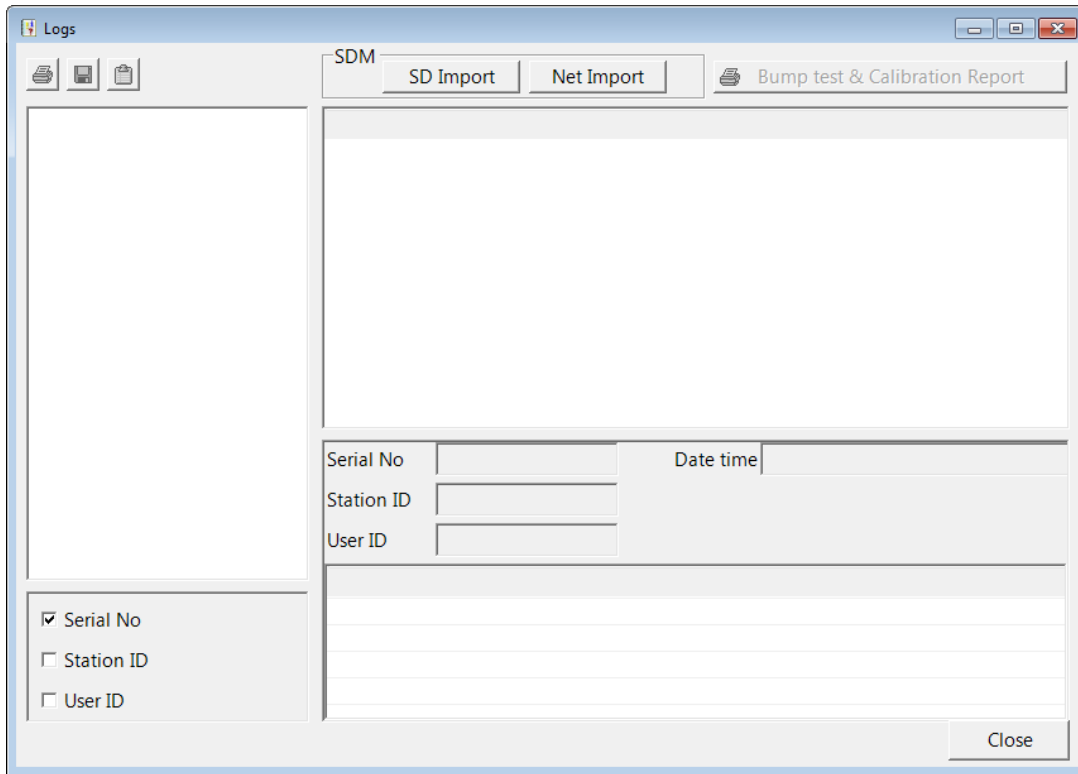 Logs
SDM
SD Import
Net Import
Bump test & Calibration Report
Serial No
Date time
Station ID
User ID
Serial No
Station ID
User ID
Close